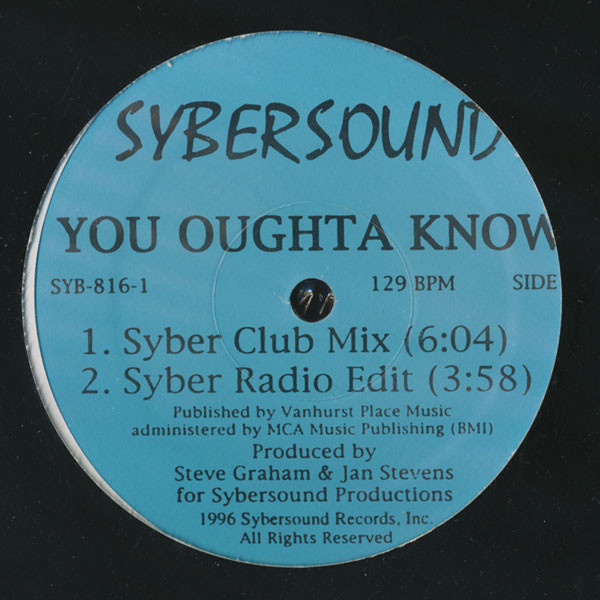 SYBERSOUND
YOU OUGHTA KNOW
SYB-816-1 129 BPM SIDE
1. Syber Club Mix (6:04)
2. Syber Radio Edit (3:58)
Published by Vanhurst Place Music
administered by MCA Music Publishing (BMI)
Produced by
Steve Graham & Jan Stevens
for Sybersound Productions
1996 Sybersound Records, Inc.
All Rights Reserved